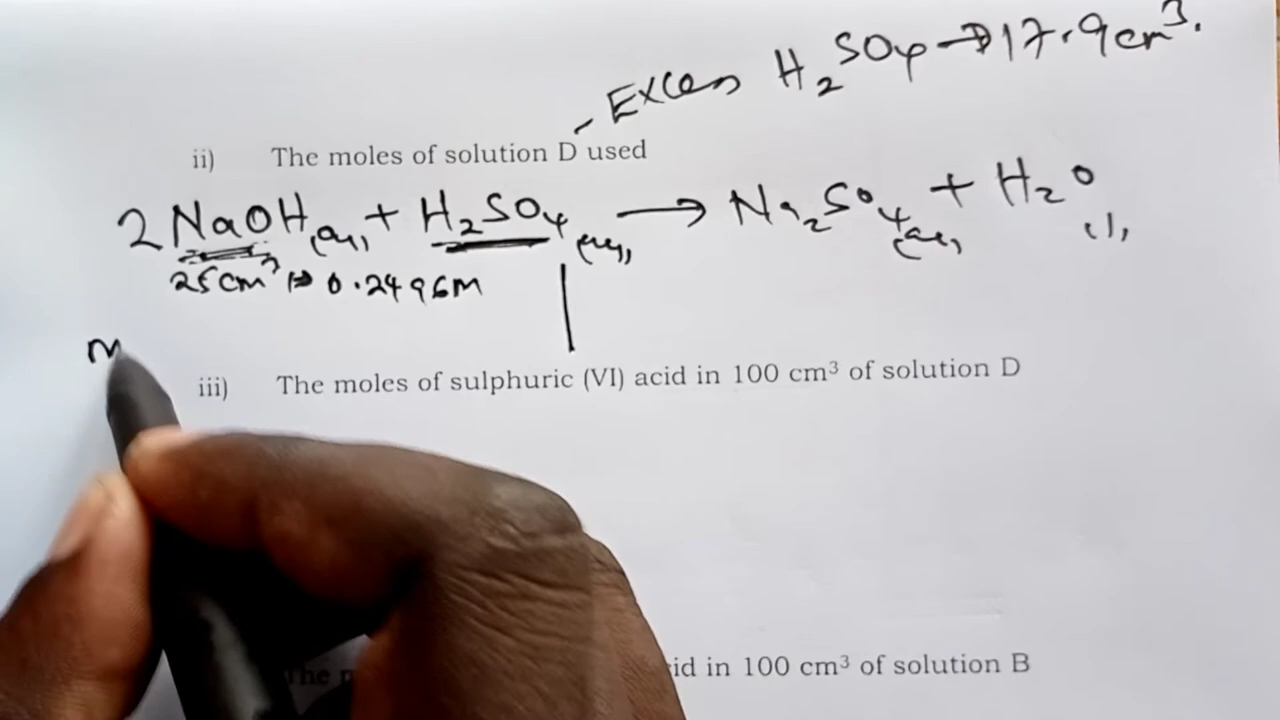 - Excess H₂SO₄ → 17.9cm³.
ii) The moles of solution D used
2NaOH(aq) + H₂SO₄(aq) → Na₂SO₄(aq) + H₂O(l)
25cm³ → 0.2496M
iii) The moles of sulphuric (VI) acid in 100 cm³ of solution D
in 100 cm³ of solution B